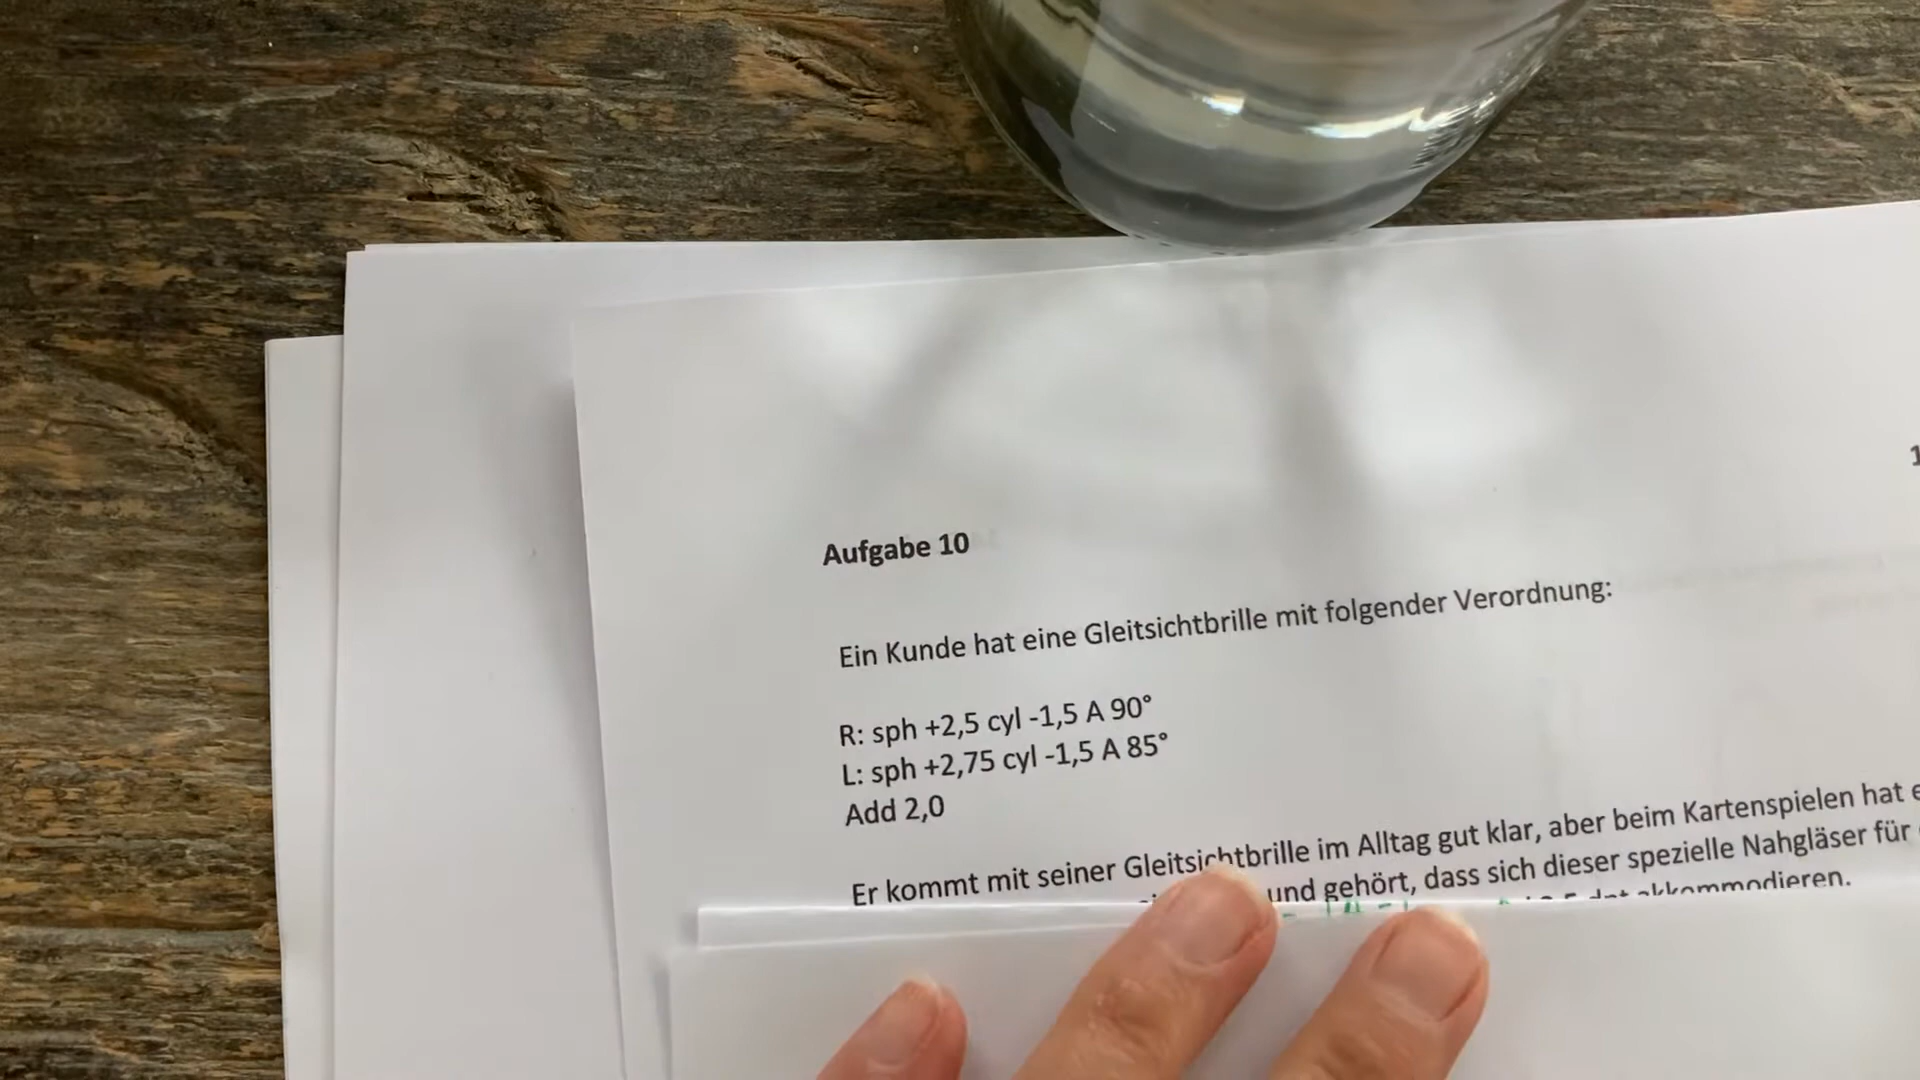 Aufgabe 10
Ein Kunde hat eine Gleitsichtbrille mit folgender Verordnung:
R: sph +2,5 cyl -1,5 A 90°
L: sph +2,75 cyl -1,5 A 85°
Add 2,0
Er kommt mit seiner Gleitsichtbrille im Alltag gut klar, aber beim Kartenspielen hat
und gehört, dass sich dieser spezielle Nahgläser für
akkommodieren.